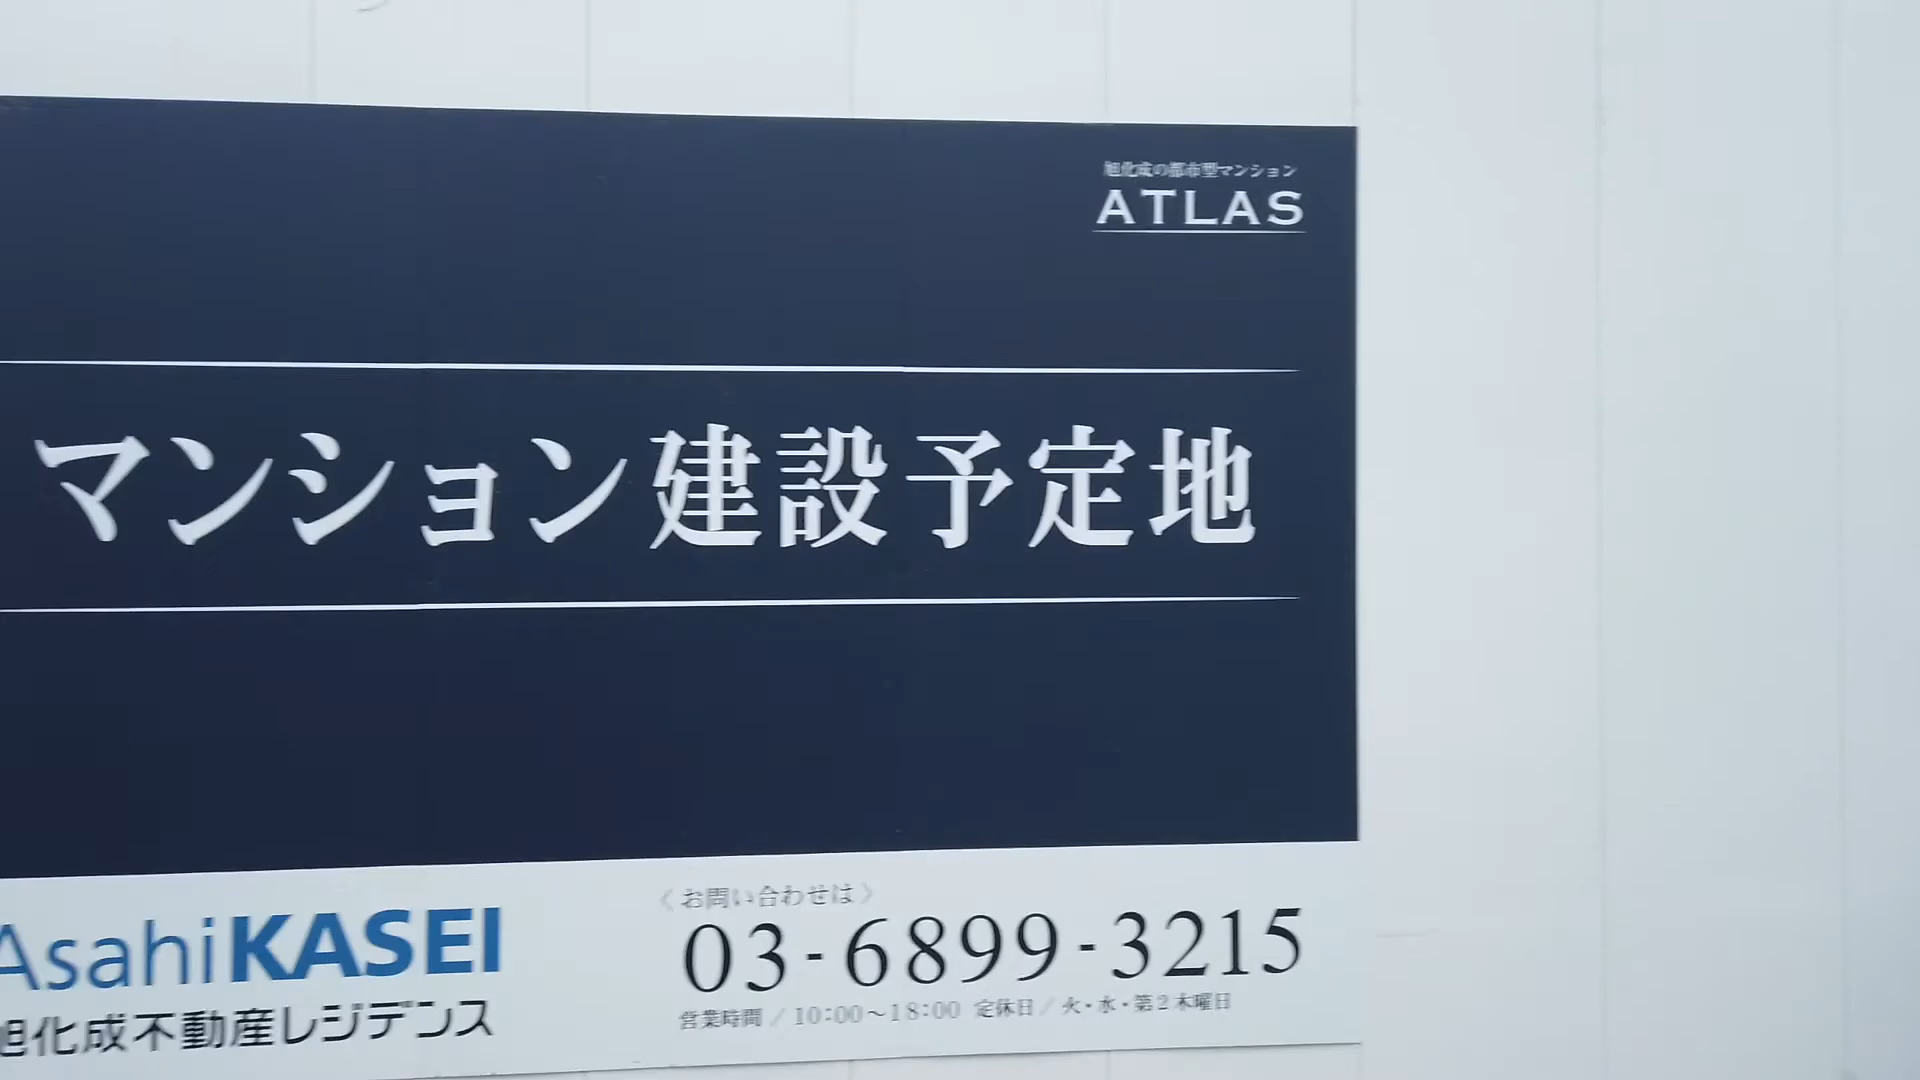 旭化成の都市型マンション
ATLAS
マンション建設予定地
AsahiKASEI
旭化成不動産レジデンス
〈お問い合わせは〉
03-6899-3215
営業時間／10:00〜18:00 定休日／火・水・第2木曜日